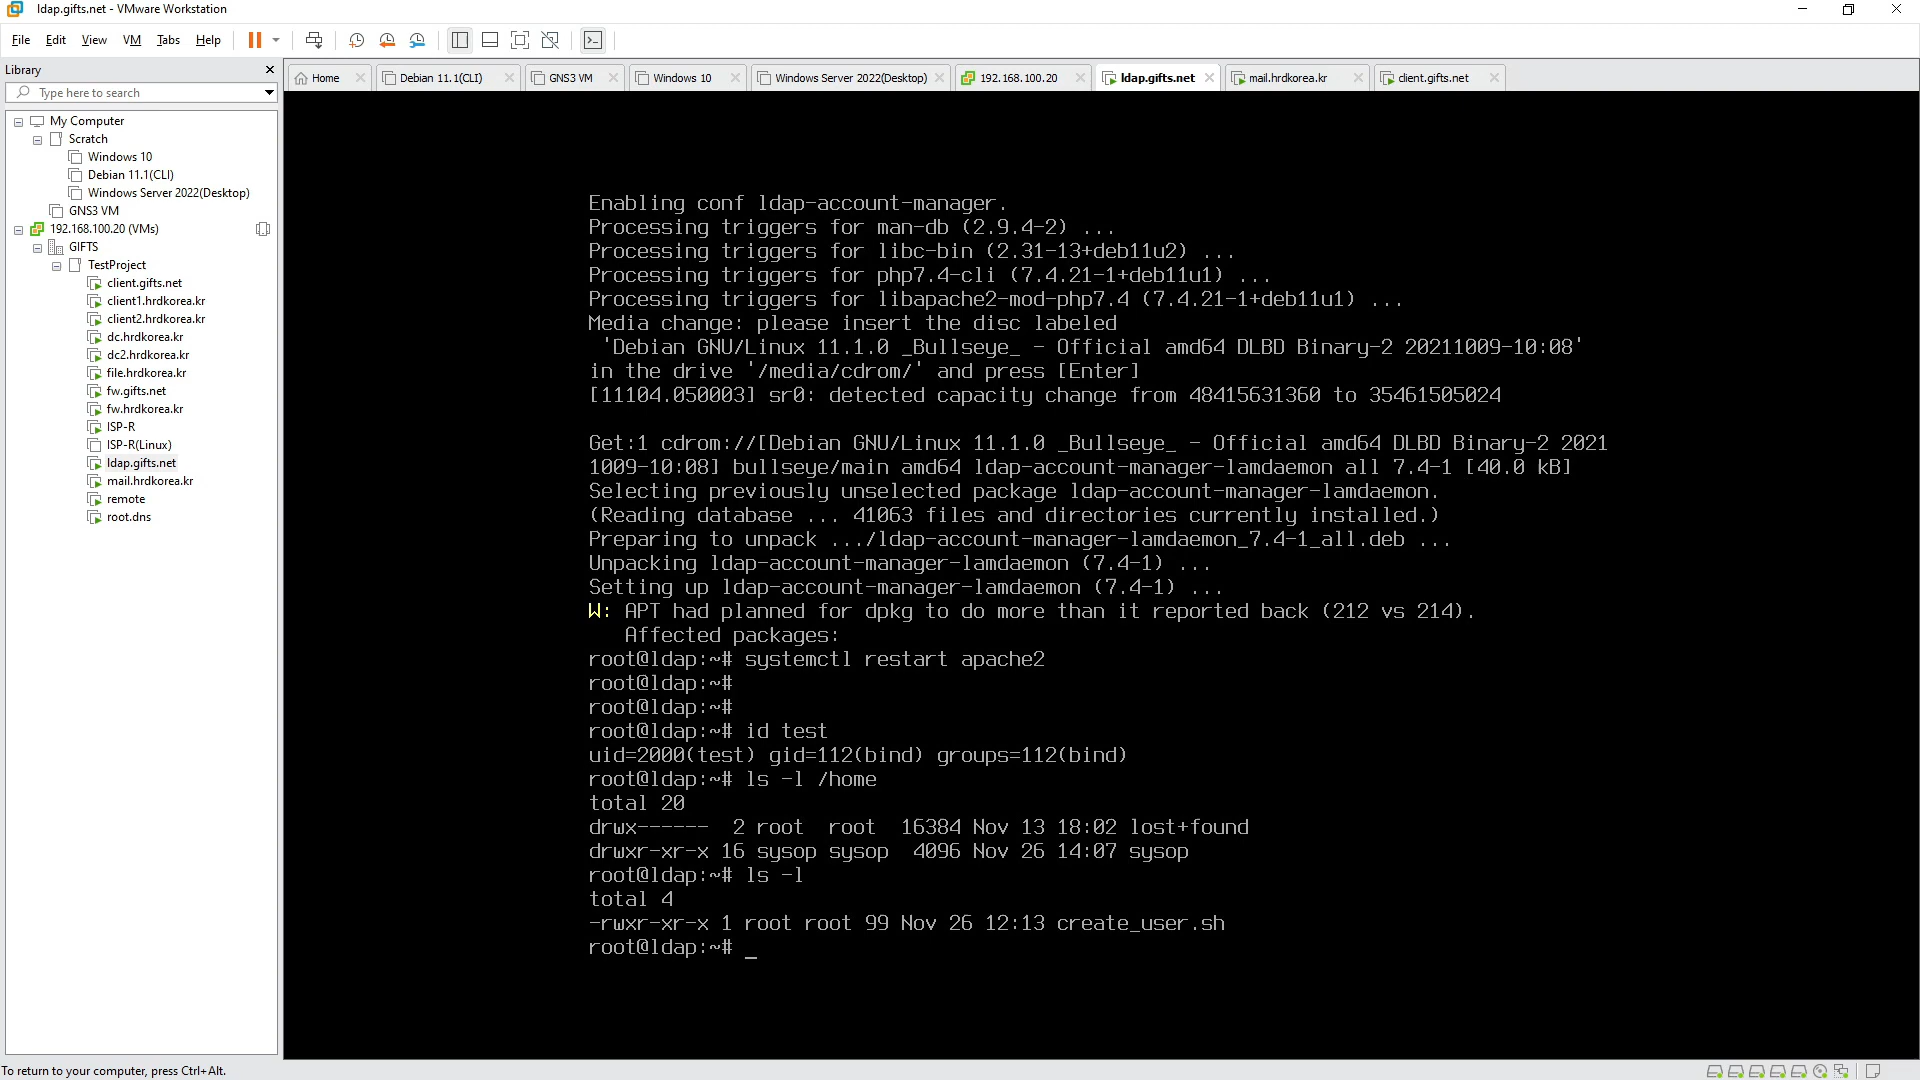 ldap.gifts.net - VMware Workstation
File Edit View VM Tabs Help
Library
Type here to search
Home
Debian 11.1(CLI)
GNS3 VM
Windows 10
Windows Server 2022(Desktop)
192.168.100.20
ldap.gifts.net
mail.hrdkorea.kr
client.gifts.net
My Computer
Scratch
Windows 10
Debian 11.1(CLI)
Windows Server 2022(Desktop)
GNS3 VM
192.168.100.20 (VMs)
GIFTS
TestProject
client.gifts.net
client1.hrdkorea.kr
client2.hrdkorea.kr
dc.hrdkorea.kr
dc2.hrdkorea.kr
file.hrdkorea.kr
fw.gifts.net
fw.hrdkorea.kr
ISP-R
ISP-R(Linux)
ldap.gifts.net
mail.hrdkorea.kr
remote
root.dns
Enabling conf ldap-account-manager.
Processing triggers for man-db (2.9.4-2) ...
Processing triggers for libc-bin (2.31-13+deb11u2) ...
Processing triggers for php7.4-cli (7.4.21-1+deb11u1) ...
Processing triggers for libapache2-mod-php7.4 (7.4.21-1+deb11u1) ...
Media change: please insert the disc labeled
 'Debian GNU/Linux 11.1.0 _Bullseye_ - Official amd64 DLBD Binary-2 20211009-10:08'
in the drive '/media/cdrom/' and press [Enter]
[11104.050003] sr0: detected capacity change from 48415631360 to 35461505024
Get:1 cdrom://[Debian GNU/Linux 11.1.0 _Bullseye_ - Official amd64 DLBD Binary-2 2021
1009-10:08] bullseye/main amd64 ldap-account-manager-lamdaemon all 7.4-1 [40.0 kB]
Selecting previously unselected package ldap-account-manager-lamdaemon.
(Reading database ... 41063 files and directories currently installed.)
Preparing to unpack .../ldap-account-manager-lamdaemon_7.4-1_all.deb ...
Unpacking ldap-account-manager-lamdaemon (7.4-1) ...
Setting up ldap-account-manager-lamdaemon (7.4-1) ...
W: APT had planned for dpkg to do more than it reported back (212 vs 214).
   Affected packages:
root@ldap:~# systemctl restart apache2
root@ldap:~#
root@ldap:~#
root@ldap:~# id test
uid=2000(test) gid=112(bind) groups=112(bind)
root@ldap:~# ls -l /home
total 20
drwx------  2 root  root  16384 Nov 13 18:02 lost+found
drwxr-xr-x 16 sysop sysop  4096 Nov 26 14:07 sysop
root@ldap:~# ls -l
total 4
-rwxr-xr-x 1 root root 99 Nov 26 12:13 create_user.sh
root@ldap:~# _
To return to your computer, press Ctrl+Alt.